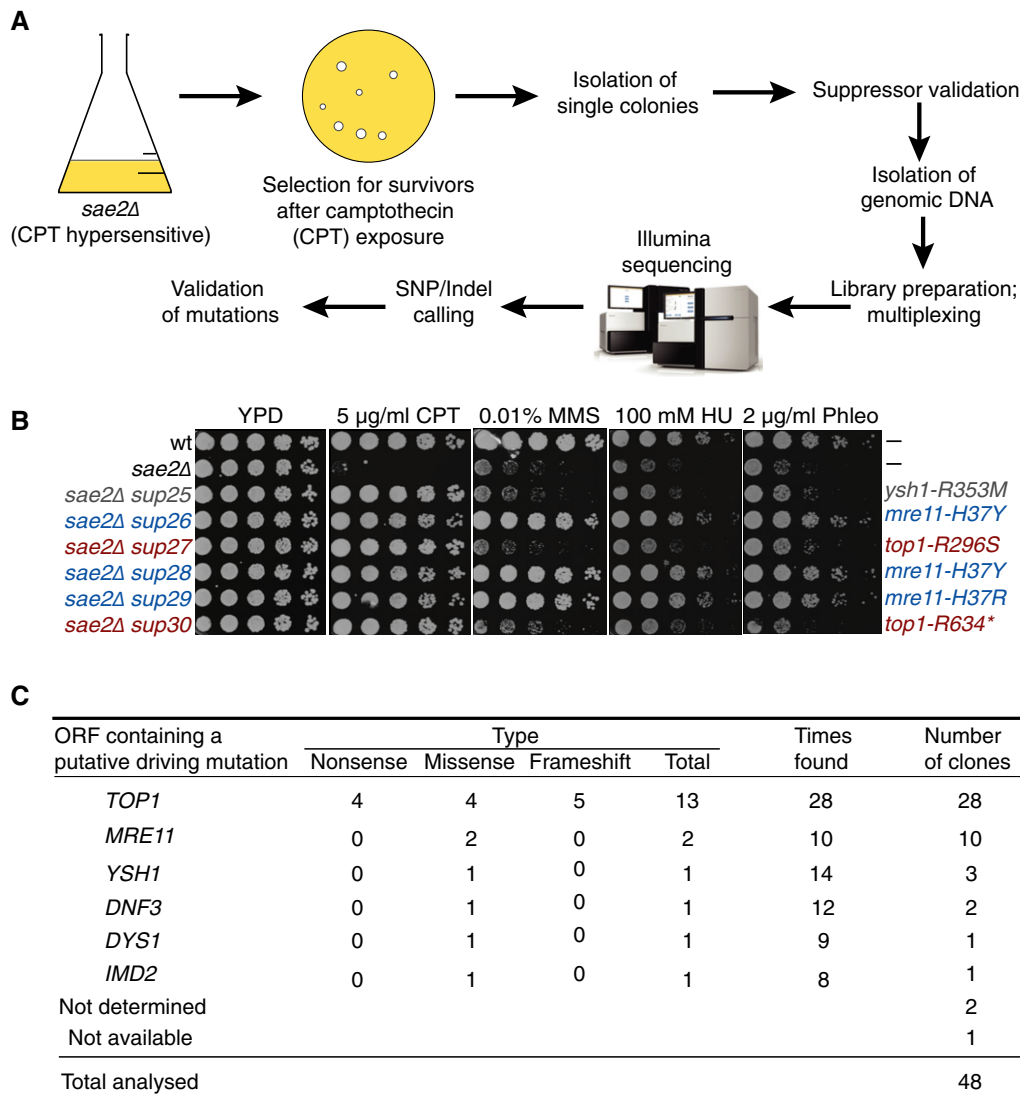 A
sae2Δ
(CPT hypersensitive)
Selection for survivors
after camptothecin
(CPT) exposure
Isolation of
single colonies
Suppressor validation
Isolation of
genomic DNA
Library preparation;
multiplexing
Illumina
sequencing
SNP/Indel
calling
Validation
of mutations
B
YPD 5 µg/ml CPT 0.01% MMS 100 mM HU 2 µg/ml Phleo
wt –
sae2Δ –
sae2Δ sup25 ysh1-R353M
sae2Δ sup26 mre11-H37Y
sae2Δ sup27 top1-R296S
sae2Δ sup28 mre11-H37Y
sae2Δ sup29 mre11-H37R
sae2Δ sup30 top1-R634*
C
ORF containing a Type Times Number
putative driving mutation Nonsense Missense Frameshift Total found of clones
TOP1 4 4 5 13 28 28
MRE11 0 2 0 2 10 10
YSH1 0 1 0 1 14 3
DNF3 0 1 0 1 12 2
DYS1 0 1 0 1 9 1
IMD2 0 1 0 1 8 1
Not determined 2
Not available 1
Total analysed 48